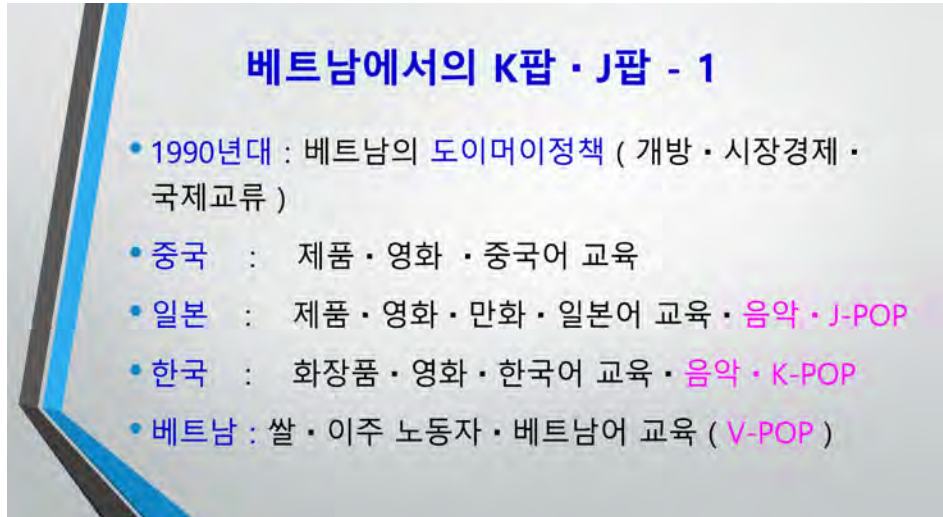 베트남에서의 K팝・J팝 - 1
• 1990년대 : 베트남의 도이머이정책 ( 개방・시장경제・
국제교류 )
• 중국 : 제품・영화 ・중국어 교육
• 일본 : 제품・영화・만화・일본어 교육・음악・J-POP
• 한국 : 화장품・영화・한국어 교육・음악・K-POP
• 베트남 : 쌀・이주 노동자・베트남어 교육 ( V-POP )